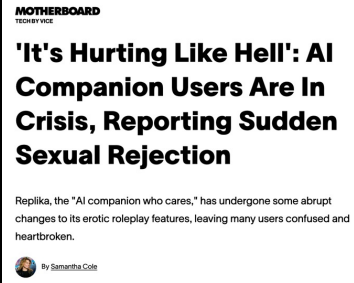 MOTHERBOARD
TECH BY VICE
'It's Hurting Like Hell': AI
Companion Users Are In
Crisis, Reporting Sudden
Sexual Rejection
Replika, the "AI companion who cares," has undergone some abrupt
changes to its erotic roleplay features, leaving many users confused and
heartbroken.
By Samantha Cole